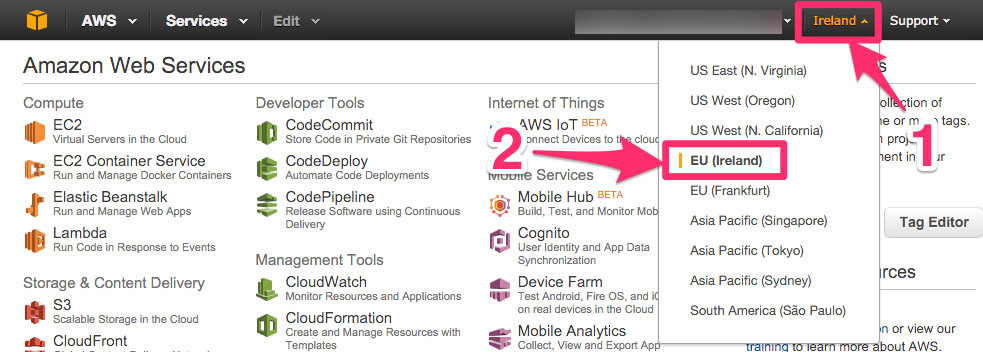 AWS Services Edit Ireland Support
Amazon Web Services
Compute
EC2
Virtual Servers in the Cloud
EC2 Container Service
Run and Manage Docker Containers
Elastic Beanstalk
Run and Manage Web Apps
Lambda
Run Code in Response to Events
Storage & Content Delivery
S3
Scalable Storage in the Cloud
CloudFront
Developer Tools
CodeCommit
Store Code in Private Git Repositories
CodeDeploy
Automate Code Deployments
CodePipeline
Release Software using Continuous
Delivery
Management Tools
CloudWatch
Monitor Resources and Applications
CloudFormation
Create and Manage Resources with
Templates
Internet of Things
AWS IoT BETA
Connect Devices to the cloud
2
Mobile Services
Mobile Hub BETA
Build, Test, and Monitor Mob
Cognito
User Identity and App Data
Synchronization
Device Farm
Test Android, Fire OS, and iO
on real devices in the Cloud
Mobile Analytics
Collect, View and Export App
US East (N. Virginia)
US West (Oregon)
US West (N. California)
EU (Ireland)
EU (Frankfurt)
Asia Pacific (Singapore)
Asia Pacific (Tokyo)
Asia Pacific (Sydney)
South America (São Paulo)
1
ollection of
tags.
proj
ment in
our
Tag Editor
urces
on or view our
training to learn more about AWS.